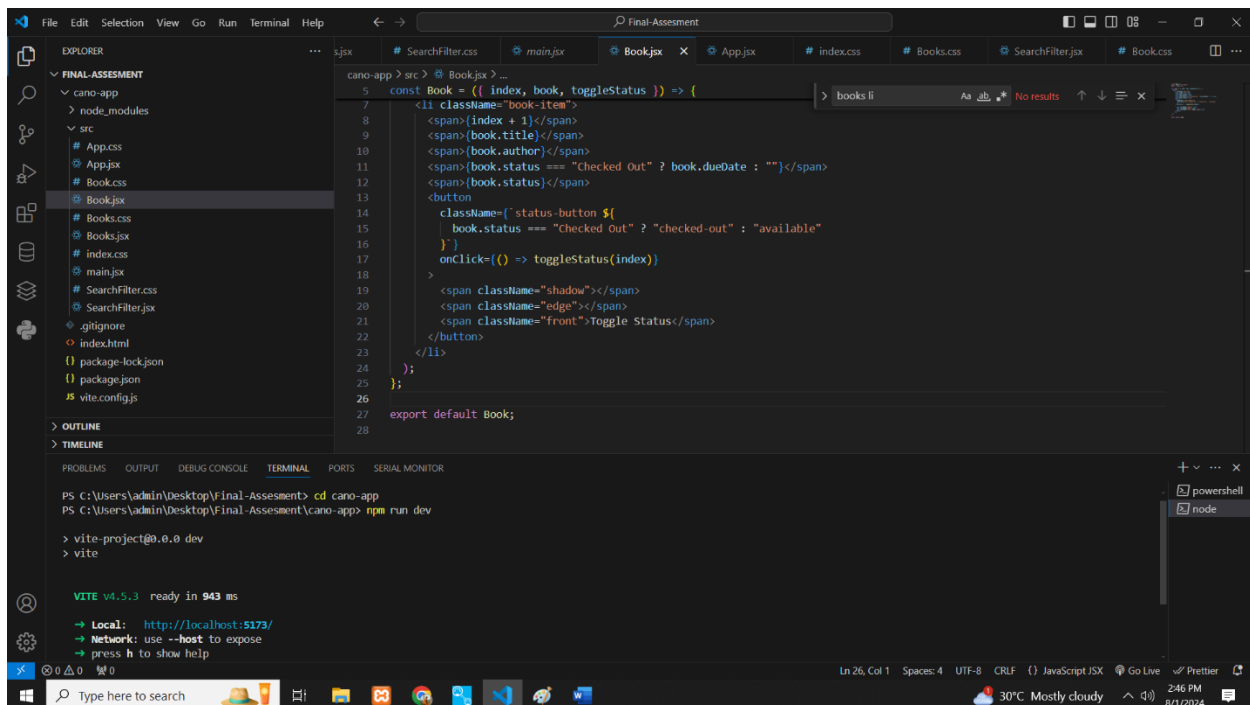 File Edit Selection View Go Run Terminal Help
Final-Assesment
EXPLORER
s.jsx
# SearchFilter.css
main.jsx
Book.jsx
App.jsx
# index.css
# Books.css
SearchFilter.jsx
# Book.css
FINAL-ASSESMENT
cano-app
node_modules
src
# App.css
App.jsx
# Book.css
Book.jsx
# Books.css
Books.jsx
# index.css
main.jsx
# SearchFilter.css
SearchFilter.jsx
.gitignore
<> index.html
{} package-lock.json
{} package.json
JS vite.config.js
OUTLINE
TIMELINE
cano-app > src > Book.jsx > ...
books li Aa ab .* No results
5 const Book = ({ index, book, toggleStatus }) => {
7 <li className="book-item">
8 <span>{index + 1}</span>
9 <span>{book.title}</span>
10 <span>{book.author}</span>
11 <span>{book.status === "Checked Out" ? book.dueDate : ""}</span>
12 <span>{book.status}</span>
13 <button
14 className={`status-button ${
15 book.status === "Checked Out" ? "checked-out" : "available"
16 }`}
17 onClick={() => toggleStatus(index)}
18 >
19 <span className="shadow"></span>
20 <span className="edge"></span>
21 <span className="front">Toggle Status</span>
22 </button>
23 </li>
24 );
25 };
26
27 export default Book;
28
PROBLEMS OUTPUT DEBUG CONSOLE TERMINAL PORTS SERIAL MONITOR
PS C:\Users\admin\Desktop\Final-Assesment> cd cano-app
PS C:\Users\admin\Desktop\Final-Assesment\cano-app> npm run dev
> vite-project@0.0.0 dev
> vite
VITE v4.5.3 ready in 943 ms
→ Local: http://localhost:5173/
→ Network: use --host to expose
→ press h to show help
powershell
node
0 0 0
Ln 26, Col 1 Spaces: 4 UTF-8 CRLF {} JavaScript JSX Go Live Prettier
Type here to search
30°C Mostly cloudy
2:46 PM
8/1/2024